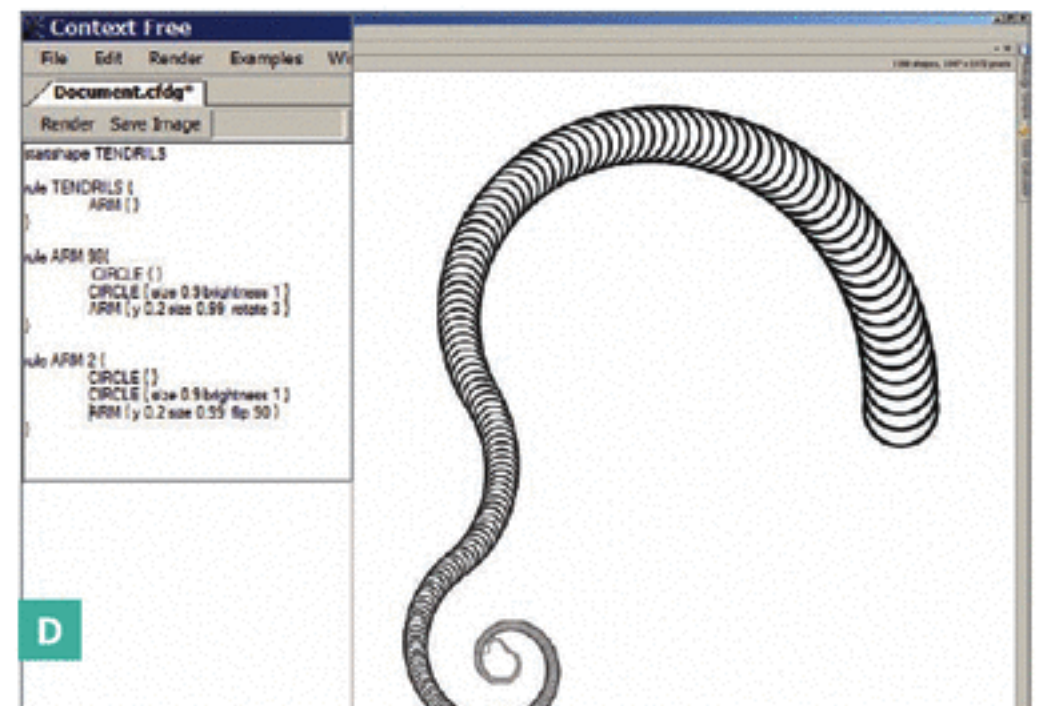 Context Free
File Edit Render Examples Wi
Document.cfdg*
Render Save Image
startshape TENDRILS
rule TENDRILS {
ARM { }
}
rule ARM 98{
CIRCLE { }
CIRCLE { size 0.9 brightness 1 }
ARM { y 0.2 size 0.99 rotate 3 }
}
rule ARM 2 {
CIRCLE { }
CIRCLE { size 0.9 brightness 1 }
ARM { y 0.2 size 0.99 flip 90 }
}
D